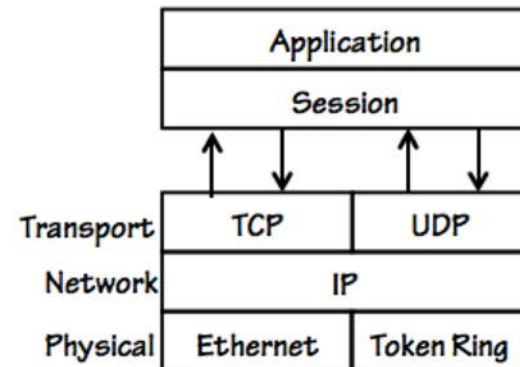 Application
Session
Transport TCP UDP
Network IP
Physical Ethernet Token Ring